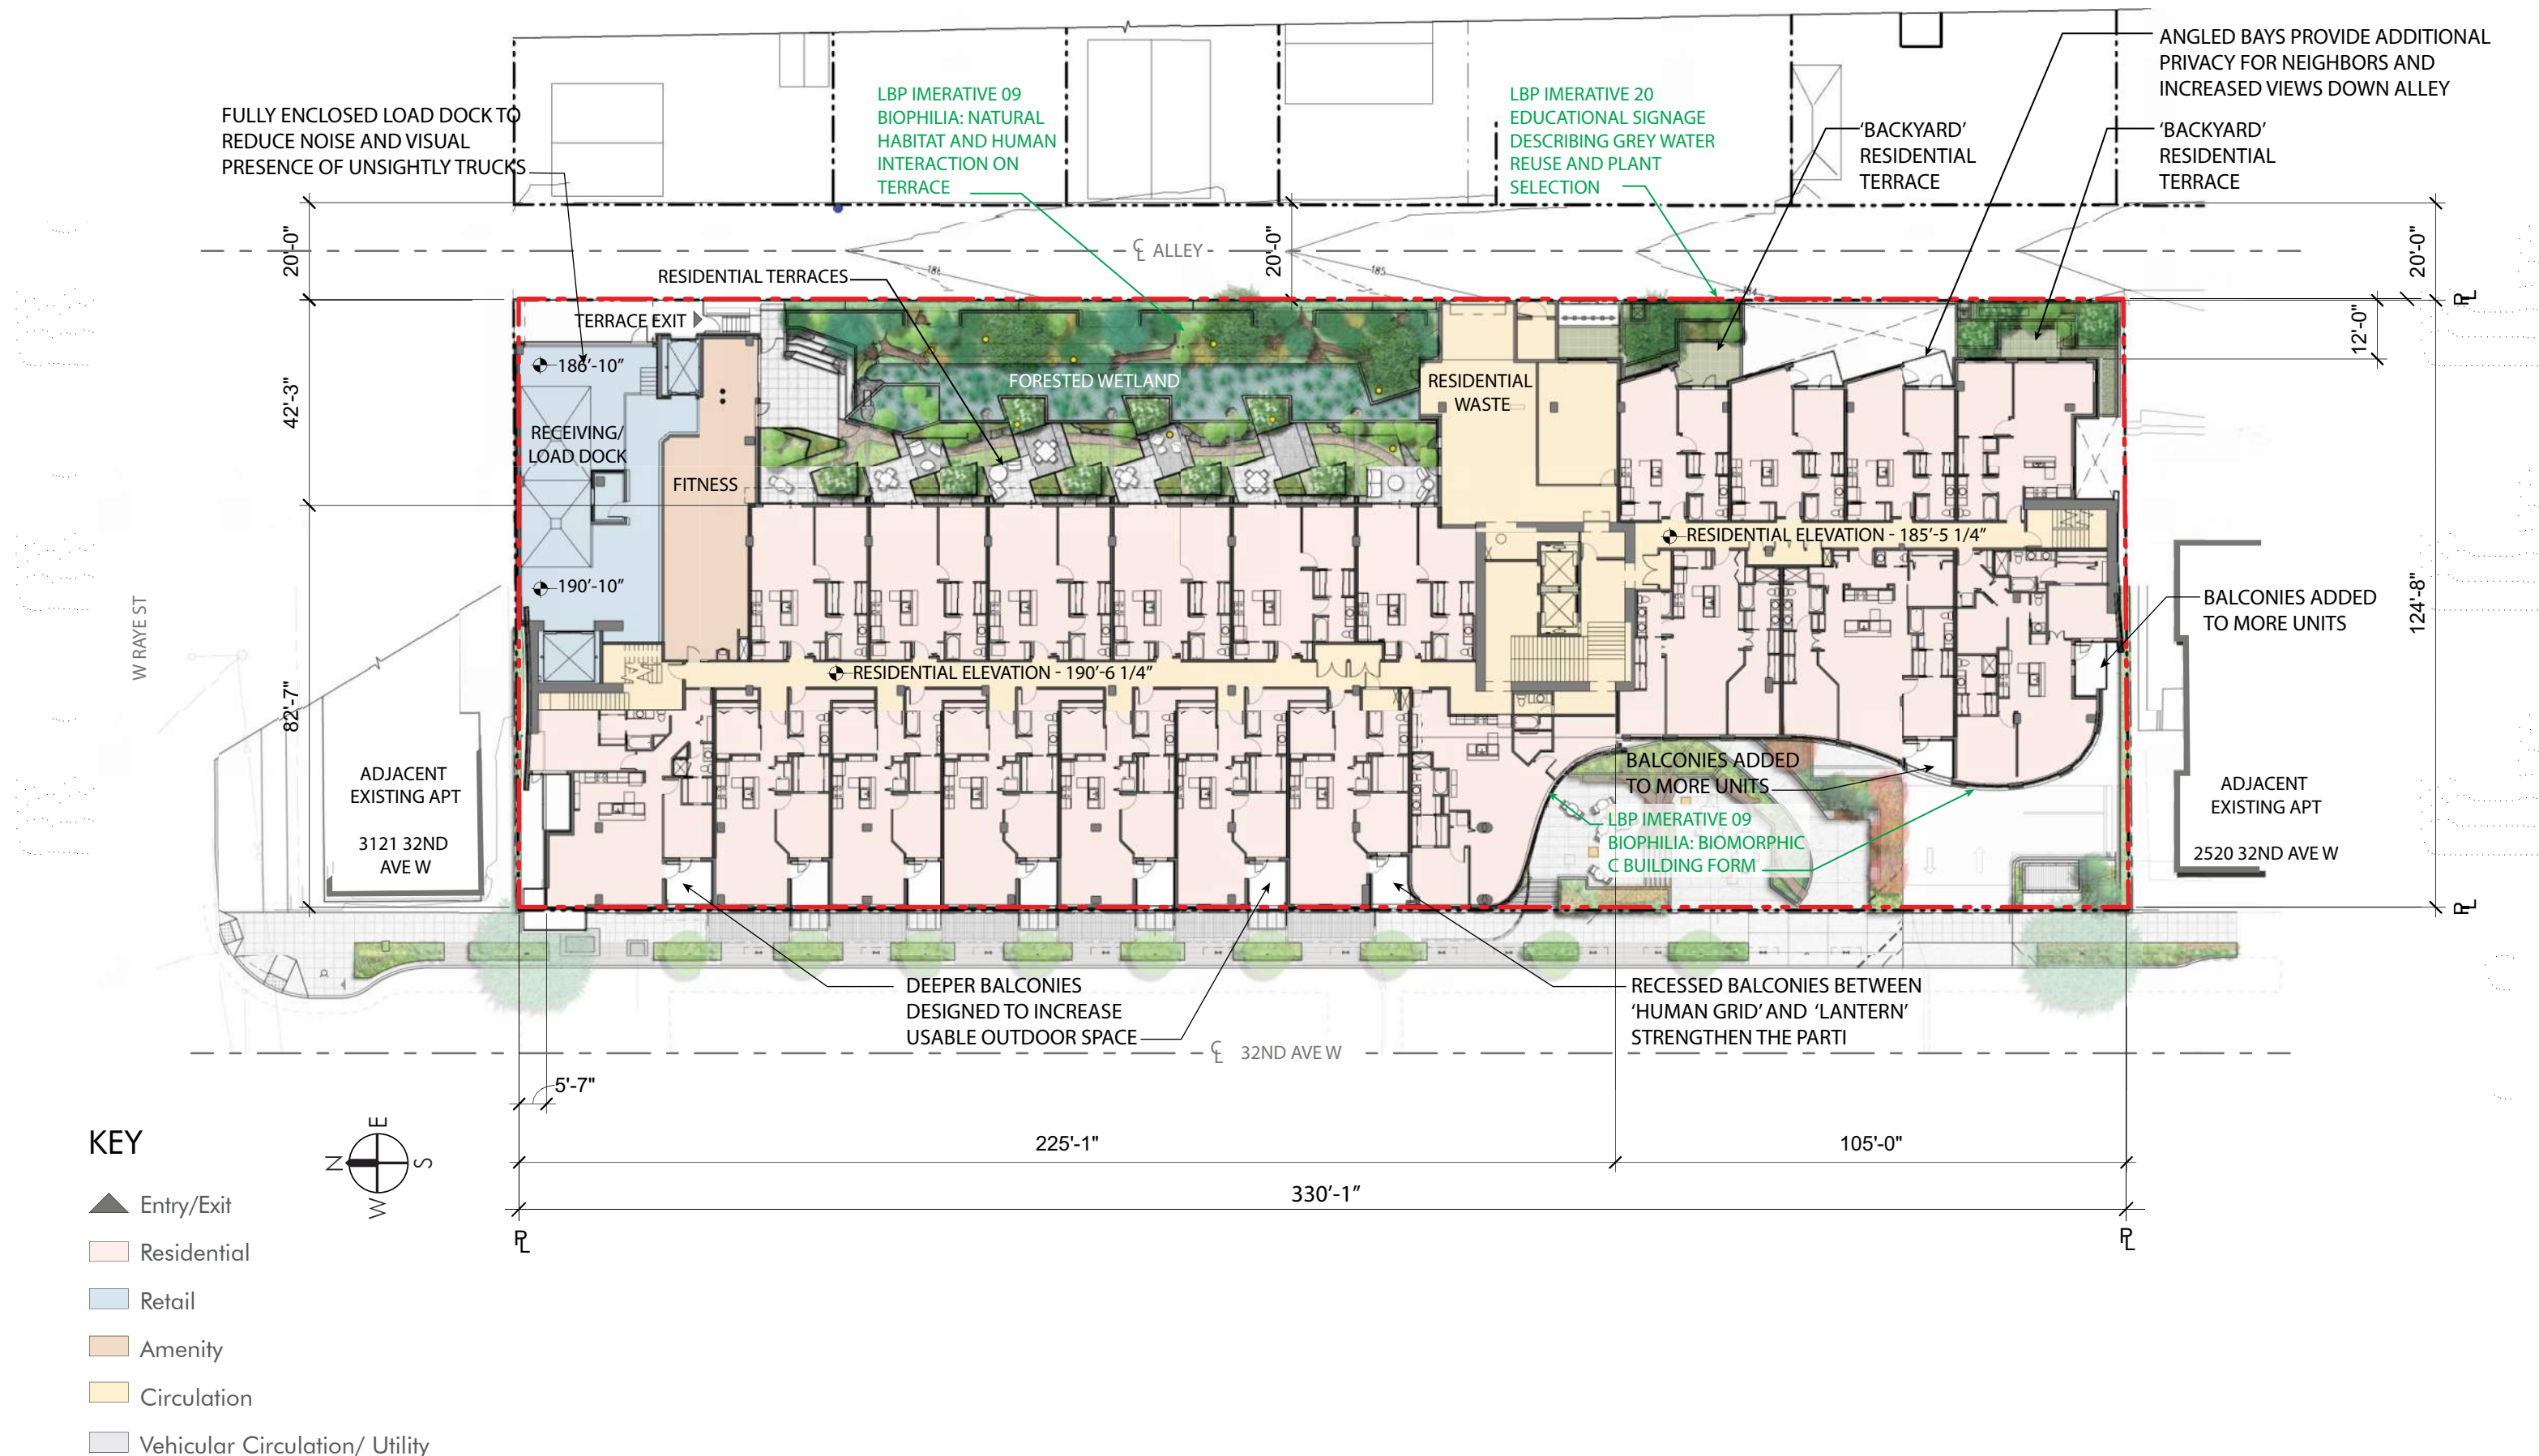 ANGLED BAYS PROVIDE ADDITIONAL
PRIVACY FOR NEIGHBORS AND
INCREASED VIEWS DOWN ALLEY
FULLY ENCLOSED LOAD DOCK TO
REDUCE NOISE AND VISUAL
PRESENCE OF UNSIGHTLY TRUCKS
LBP IMERATIVE 09
BIOPHILIA: NATURAL
HABITAT AND HUMAN
INTERACTION ON
TERRACE
LBP IMERATIVE 20
EDUCATIONAL SIGNAGE
DESCRIBING GREY WATER
REUSE AND PLANT
SELECTION
'BACKYARD'
RESIDENTIAL
TERRACE
'BACKYARD'
RESIDENTIAL
TERRACE
20'-0"
℄ ALLEY
20'-0"
20'-0"
186
185
184
RESIDENTIAL TERRACES
TERRACE EXIT
PL
12'-0"
186'-10"
FORESTED WETLAND
RESIDENTIAL
WASTE
42'-3"
RECEIVING/
LOAD DOCK
FITNESS
RESIDENTIAL ELEVATION - 185'-5 1/4"
190'-10"
W RAYE ST
124'-8"
BALCONIES ADDED
TO MORE UNITS
RESIDENTIAL ELEVATION - 190'-6 1/4"
82'-7"
ADJACENT
EXISTING APT
3121 32ND
AVE W
BALCONIES ADDED
TO MORE UNITS
LBP IMERATIVE 09
BIOPHILIA: BIOMORPHIC
C BUILDING FORM
ADJACENT
EXISTING APT
2520 32ND AVE W
PL
DEEPER BALCONIES
DESIGNED TO INCREASE
USABLE OUTDOOR SPACE
RECESSED BALCONIES BETWEEN
'HUMAN GRID' AND 'LANTERN'
STRENGTHEN THE PARTI
℄ 32ND AVE W
5'-7"
225'-1"
105'-0"
330'-1"
PL
PL
KEY
N
E
S
W
Entry/Exit
Residential
Retail
Amenity
Circulation
Vehicular Circulation/ Utility